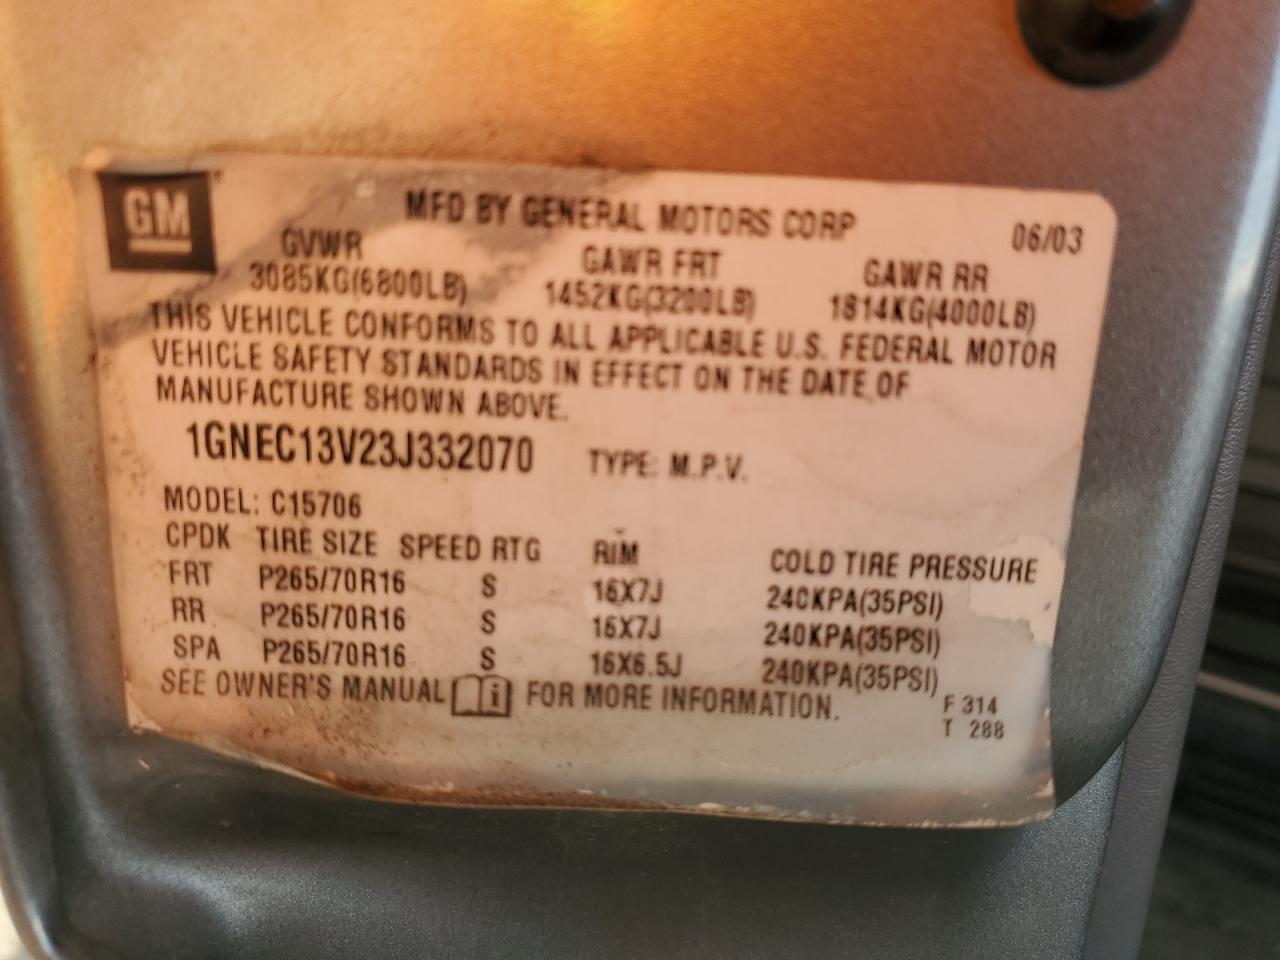 GM
MFD BY GENERAL MOTORS CORP 06/03
GVWR GAWR FRT GAWR RR
3085KG(6800LB) 1452KG(3200LB) 1814KG(4000LB)
THIS VEHICLE CONFORMS TO ALL APPLICABLE U.S. FEDERAL MOTOR
VEHICLE SAFETY STANDARDS IN EFFECT ON THE DATE OF
MANUFACTURE SHOWN ABOVE.
1GNEC13V23J332070 TYPE: M.P.V.
MODEL: C15706
CPDK TIRE SIZE SPEED RTG RIM COLD TIRE PRESSURE
FRT P265/70R16 S 16X7J 240KPA(35PSI)
RR P265/70R16 S 16X7J 240KPA(35PSI)
SPA P265/70R16 S 16X6.5J 240KPA(35PSI)
SEE OWNER'S MANUAL i FOR MORE INFORMATION.
F 314
T 288